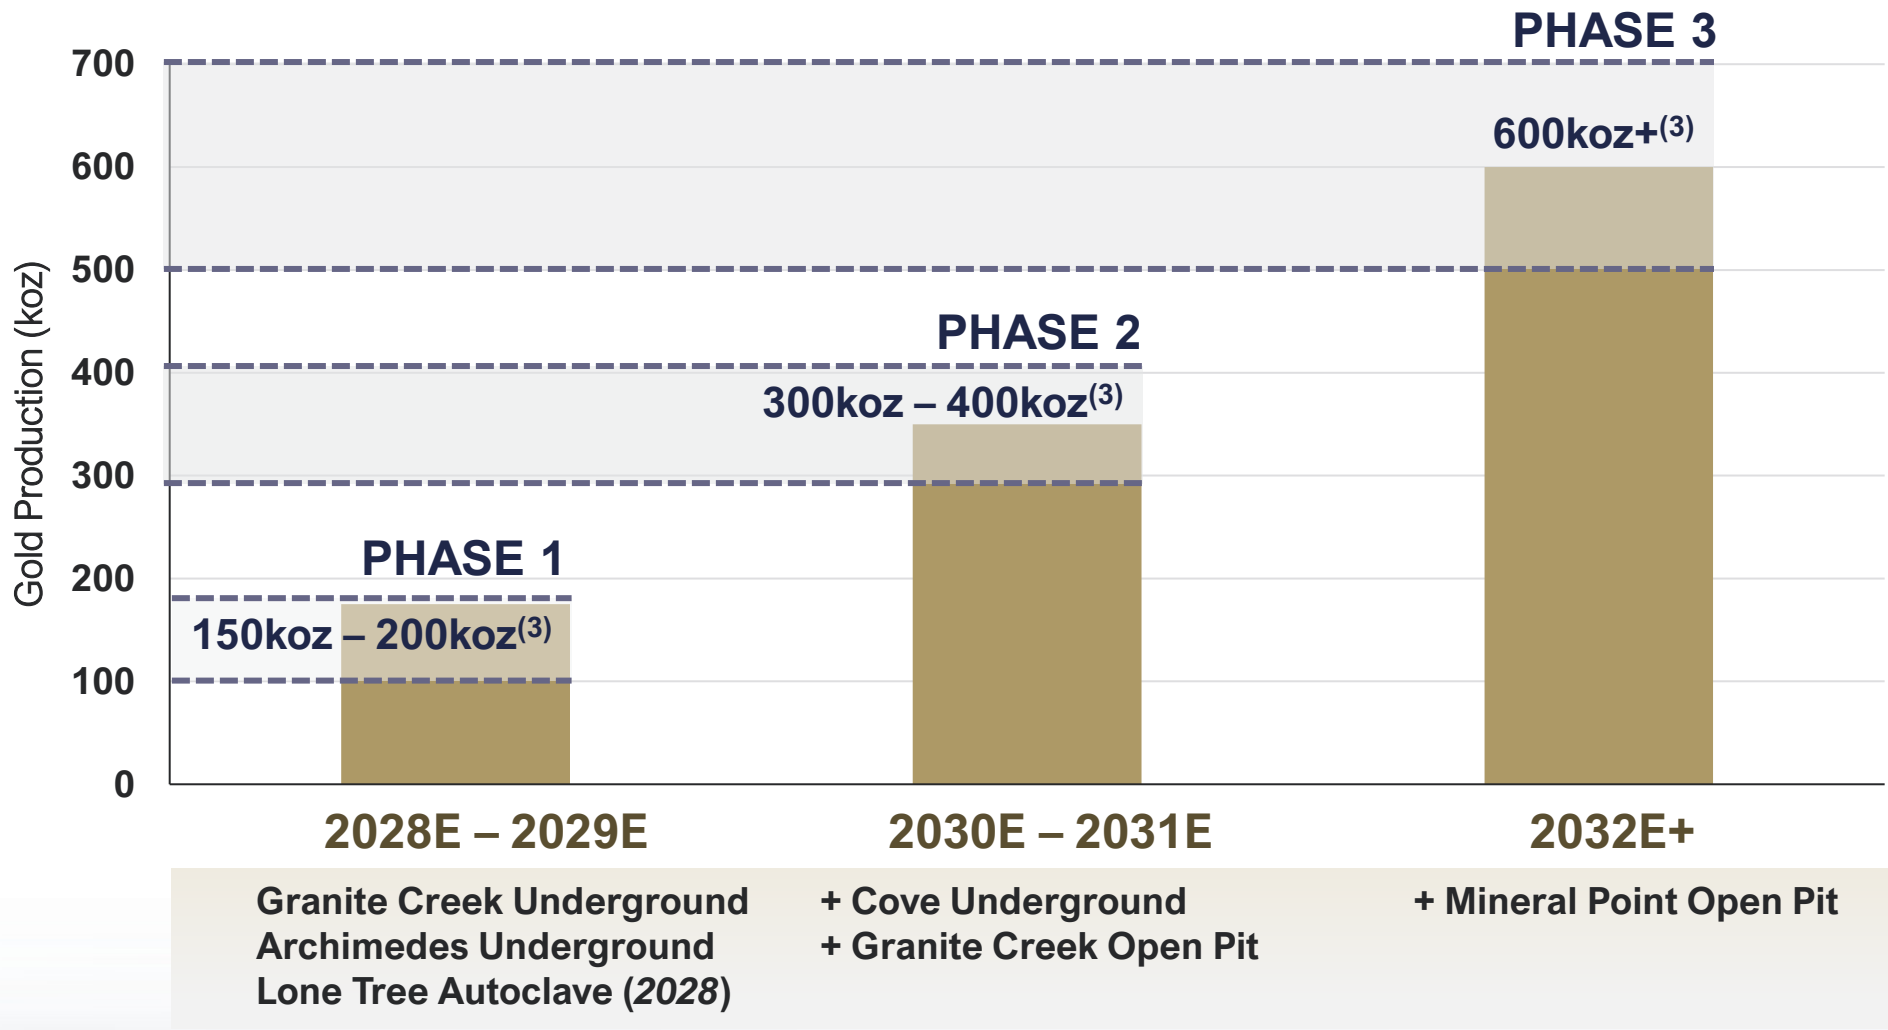 PHASE 3
700
600koz+(3)
600
500
PHASE 2
400
300koz – 400koz(3)
300
PHASE 1
200
150koz – 200koz(3)
100
0
Gold Production (koz)
2028E – 2029E
2030E – 2031E
2032E+
Granite Creek Underground
Archimedes Underground
Lone Tree Autoclave (2028)
+ Cove Underground
+ Granite Creek Open Pit
+ Mineral Point Open Pit